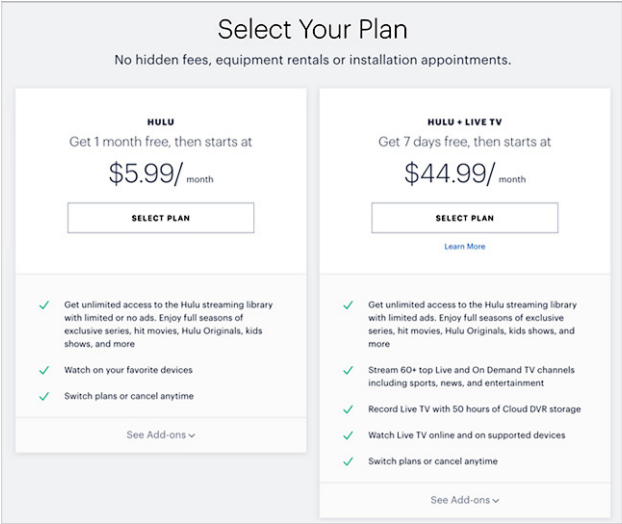 Select Your Plan
No hidden fees, equipment rentals or installation appointments.
HULU
Get 1 month free, then starts at
$5.99/ month
SELECT PLAN
Get unlimited access to the Hulu streaming library
with limited or no ads. Enjoy full seasons of
exclusive series, hit movies, Hulu Originals, kids
shows, and more
Watch on your favorite devices
Switch plans or cancel anytime
See Add-ons
HULU + LIVE TV
Get 7 days free, then starts at
$44.99/ month
SELECT PLAN
Learn More
Get unlimited access to the Hulu streaming library
with limited ads. Enjoy full seasons of exclusive
series, hit movies, Hulu Originals, kids shows, and
more
Stream 60+ top Live and On Demand TV channels
including sports, news, and entertainment
Record Live TV with 50 hours of Cloud DVR storage
Watch Live TV online and on supported devices
Switch plans or cancel anytime
See Add-ons